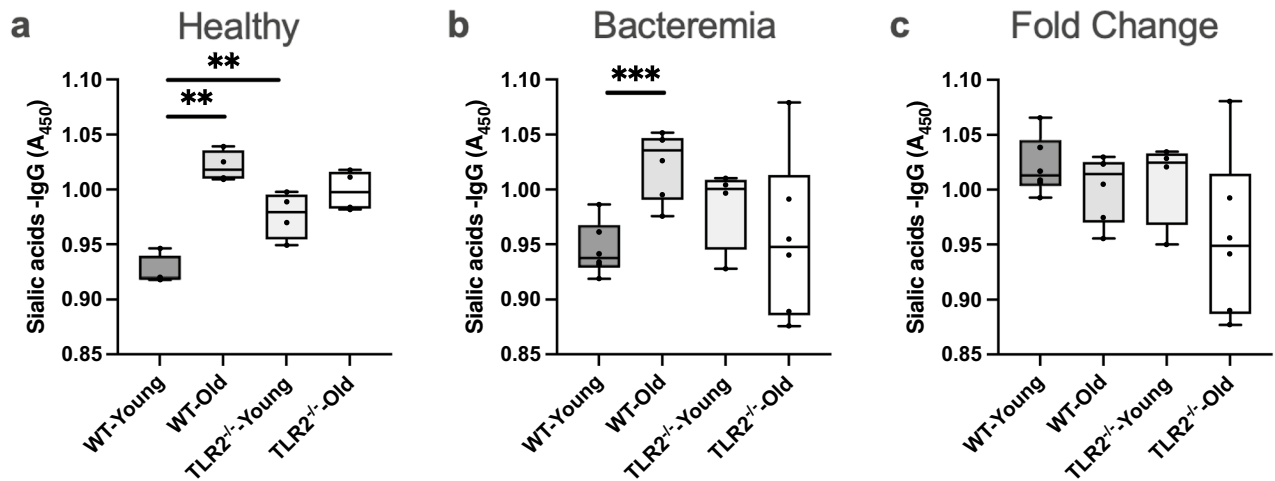 a Healthy
Sialic acids -IgG (A450)
1.10
1.05
1.00
0.95
0.90
0.85
**
**
WT-Young
WT-Old
TLR2-/--Young
TLR2-/--Old
b Bacteremia
Sialic acids -IgG (A450)
1.10
1.05
1.00
0.95
0.90
0.85
***
WT-Young
WT-Old
TLR2-/--Young
TLR2-/--Old
c Fold Change
Sialic acids -IgG (A450)
1.10
1.05
1.00
0.95
0.90
0.85
WT-Young
WT-Old
TLR2-/--Young
TLR2-/--Old